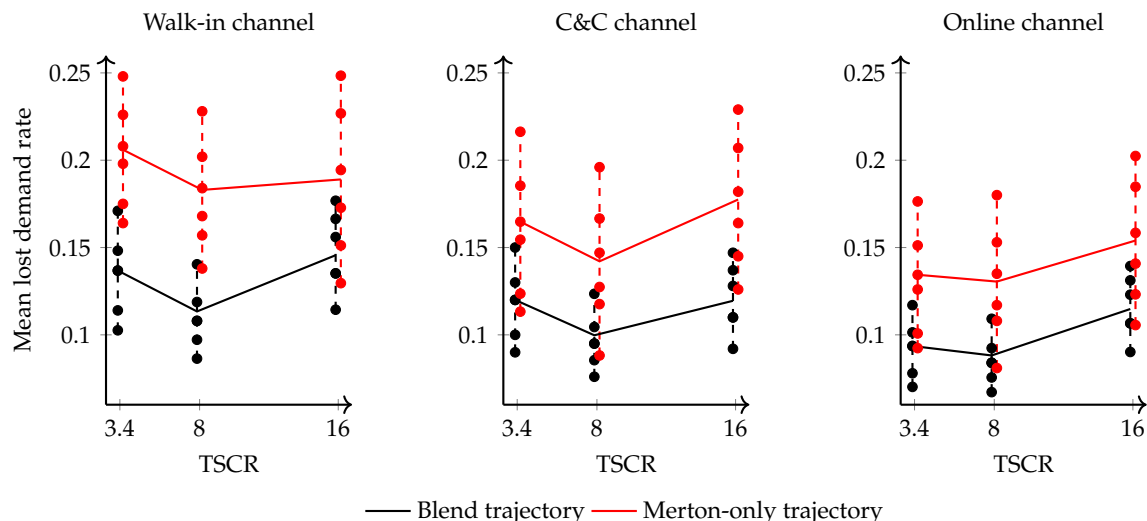 Walk-in channel
C&C channel
Online channel
Mean lost demand rate
0.25
0.2
0.15
0.1
3.4
8
16
TSCR
0.25
0.2
0.15
0.1
3.4
8
16
TSCR
0.25
0.2
0.15
0.1
3.4
8
16
TSCR
Blend trajectory
Merton-only trajectory